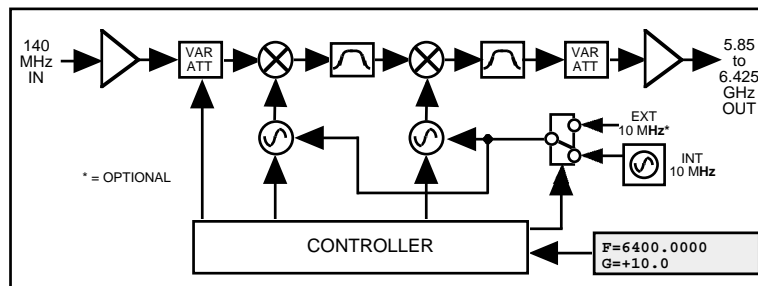 140
MHz
IN
VAR
ATT
VAR
ATT
5.85
to
6.425
GHz
OUT
EXT
10 MHz*
INT
10 MHz
* = OPTIONAL
CONTROLLER
F=6400.0000
G=+10.0